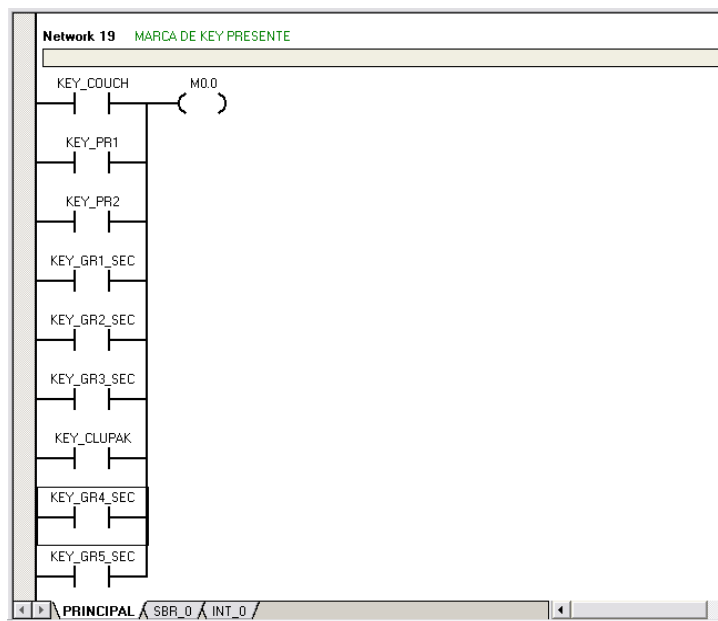 Network 19 MARCA DE KEY PRESENTE
KEY_COUCH M0.0
KEY_PR1
KEY_PR2
KEY_GR1_SEC
KEY_GR2_SEC
KEY_GR3_SEC
KEY_CLUPAK
KEY_GR4_SEC
KEY_GR5_SEC
PRINCIPAL SBR_0 INT_0